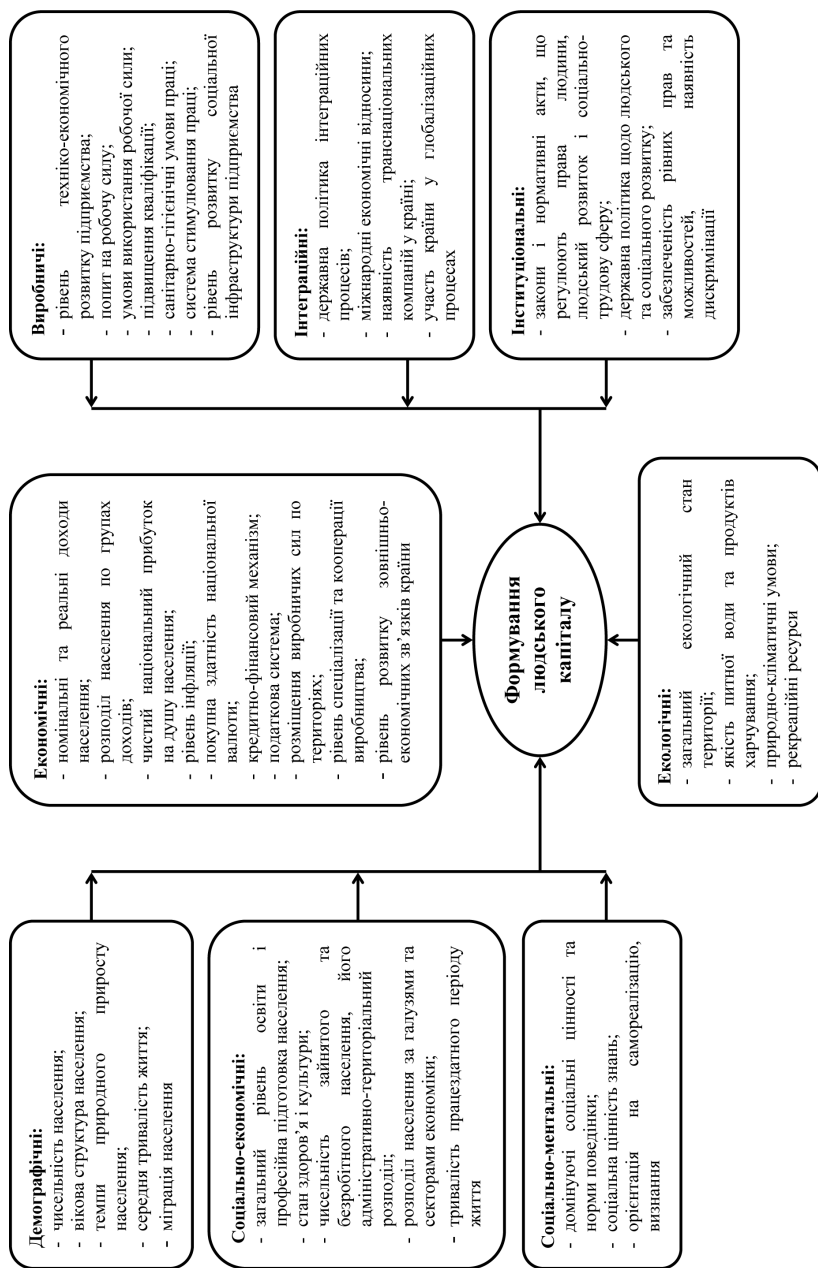 Демографічні:
- чисельність населення;
- вікова структура населення;
- темпи природного приросту
населення;
- середня тривалість життя;
- міграція населення
Соціально-економічні:
- загальний рівень освіти і
професійна підготовка населення;
- стан здоров'я і культури;
- чисельність зайнятого та
безробітного населення, його
адміністративно-територіальний
розподіл;
- розподіл населення за галузями та
секторами економіки;
- тривалість працездатного періоду
життя
Соціально-ментальні:
- домінуючі соціальні цінності та
норми поведінки;
- соціальна цінність знань;
- орієнтація на самореалізацію,
визнання
Економічні:
- номінальні та реальні доходи
населення;
- розподіл населення по групах
доходів;
- чистий національний прибуток
на душу населення;
- рівень інфляції;
- покупна здатність національної
валюти;
- кредитно-фінансовий механізм;
- податкова система;
- розміщення виробничих сил по
територіях;
- рівень спеціалізації та кооперації
виробництва;
- рівень розвитку зовнішньо-
економічних зв'язків країни
Формування
людського
капіталу
Екологічні:
- загальний екологічний стан
території;
- якість питної води та продуктів
харчування;
- природно-кліматичні умови;
- рекреаційні ресурси
Виробничі:
- рівень техніко-економічного
розвитку підприємства;
- попит на робочу силу;
- умови використання робочої сили;
- підвищення кваліфікації;
- санітарно-гігієнічні умови праці;
- система стимулювання праці;
- рівень розвитку соціальної
інфраструктури підприємства
Інтеграційні:
- державна політика інтеграційних
процесів;
- міжнародні економічні відносини;
- наявність транснаціональних
компаній у країні;
- участь країни у глобалізаційних
процесах
Інституціональні:
- закони і нормативні акти, що
регулюють права людини,
людський розвиток і соціально-
трудову сферу;
- державна політика щодо людського
та соціального розвитку;
- забезпеченість рівних прав та
можливостей, наявність
дискримінації